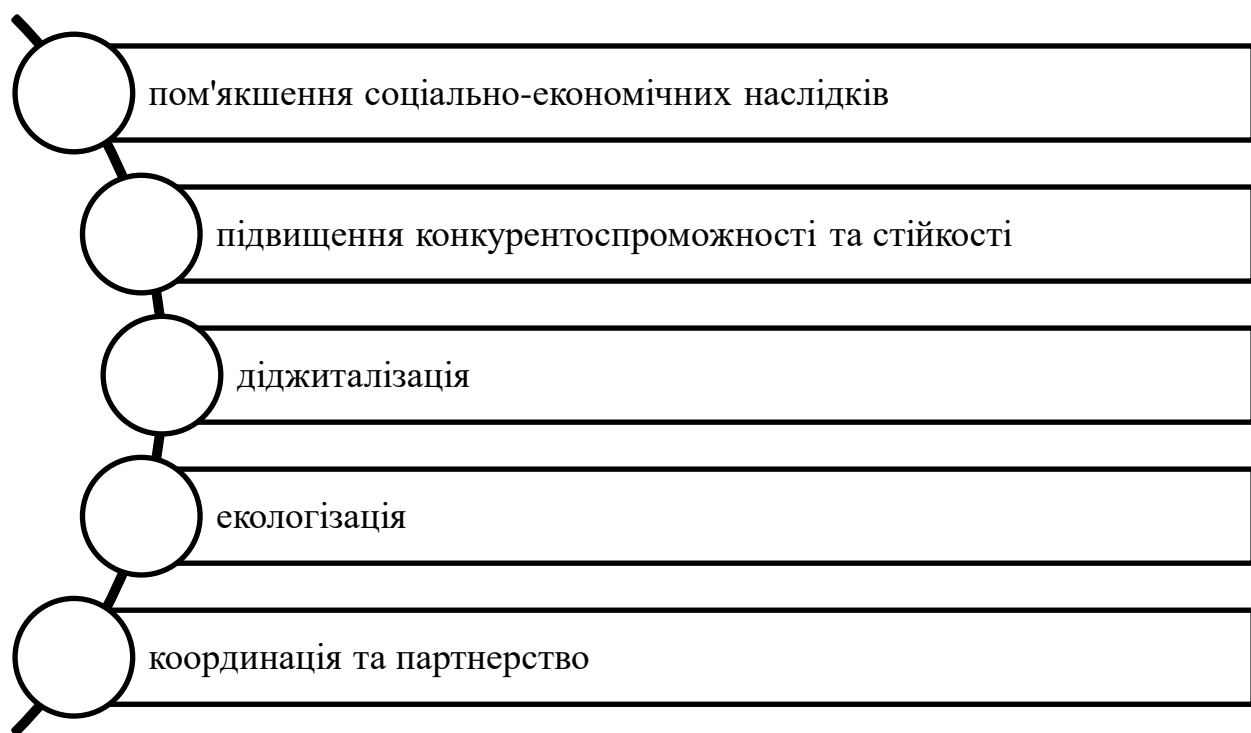 пом'якшення соціально-економічних наслідків
підвищення конкурентоспроможності та стійкості
діджиталізація
екологізація
координація та партнерство